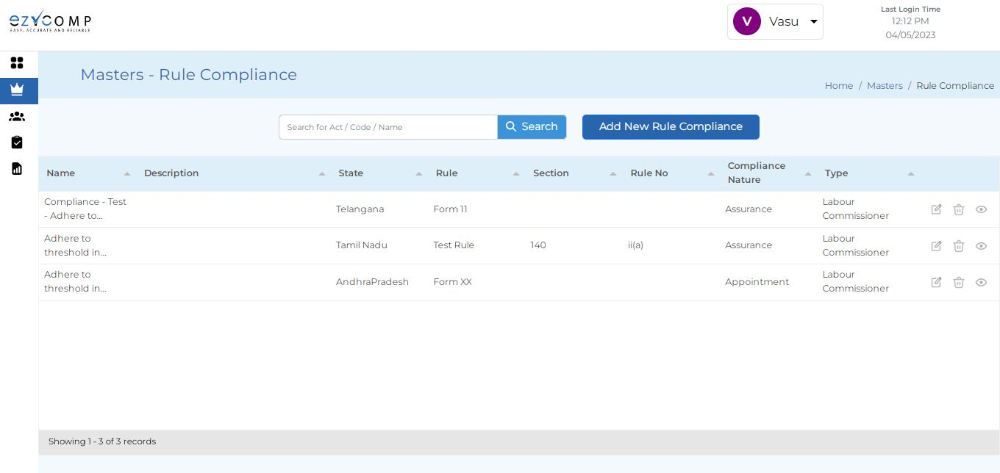 ezycomp
EASY, ACCURATE AND RELIABLE
V Vasu
Last Login Time
12:12 PM
04/05/2023
Masters - Rule Compliance
Home / Masters / Rule Compliance
Search for Act / Code / Name
Search
Add New Rule Compliance
Name Description State Rule Section Rule No Compliance Nature Type
Compliance - Test
- Adhere to...
Telangana Form 11 Assurance
Labour
Commissioner
Adhere to
threshold in...
Tamil Nadu Test Rule 140 ii(a) Assurance
Labour
Commissioner
Adhere to
threshold in...
AndhraPradesh Form XX Appointment
Labour
Commissioner
Showing 1 - 3 of 3 records